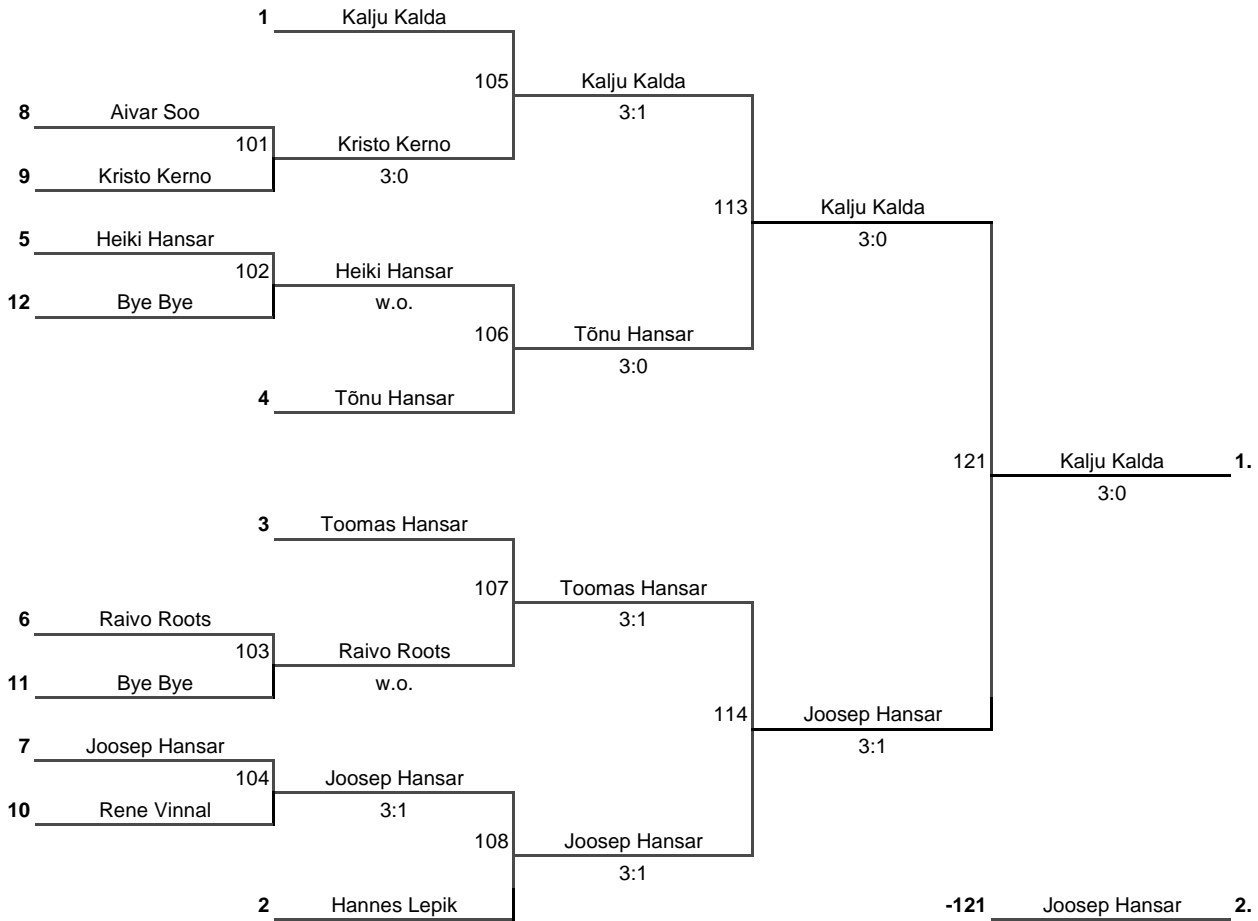 1 Kalju Kalda
105 Kalju Kalda
3:1
8 Aivar Soo
101 Kristo Kerno
3:0
9 Kristo Kerno
113 Kalju Kalda
3:0
5 Heiki Hansar
102 Heiki Hansar
w.o.
12 Bye Bye
106 Tõnu Hansar
3:0
4 Tõnu Hansar
121 Kalju Kalda 1.
3:0
3 Toomas Hansar
107 Toomas Hansar
3:1
6 Raivo Roots
103 Raivo Roots
w.o.
11 Bye Bye
114 Joosep Hansar
3:1
7 Joosep Hansar
104 Joosep Hansar
3:1
10 Rene Vinnal
108 Joosep Hansar
3:1
2 Hannes Lepik
-121 Joosep Hansar 2.